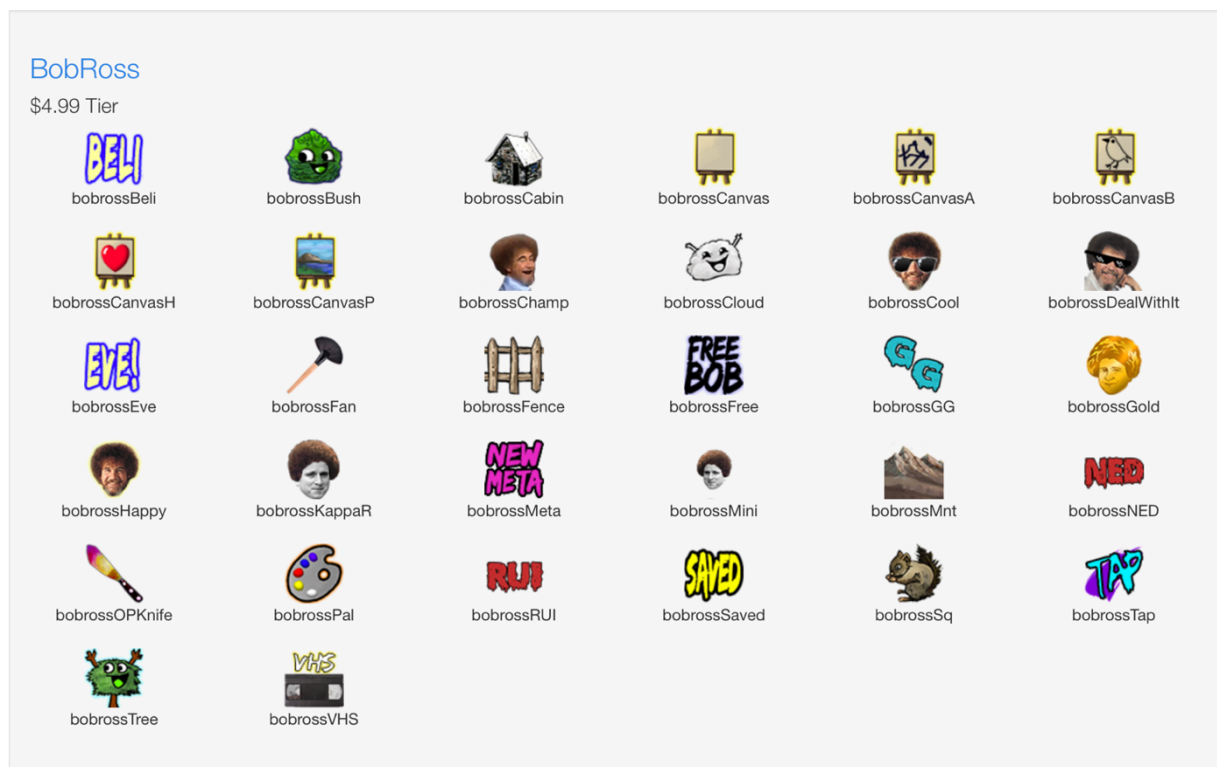 BobRoss
$4.99 Tier
BELI
bobrossBeli bobrossBush bobrossCabin bobrossCanvas bobrossCanvasA bobrossCanvasB
bobrossCanvasH bobrossCanvasP bobrossChamp bobrossCloud bobrossCool bobrossDealWithIt
EVE!
FREE
BOB
GG
bobrossEve bobrossFan bobrossFence bobrossFree bobrossGG bobrossGold
NEW
META
NED
bobrossHappy bobrossKappaR bobrossMeta bobrossMini bobrossMnt bobrossNED
RUI
SAVED
TAP
bobrossOPKnife bobrossPal bobrossRUI bobrossSaved bobrossSq bobrossTap
VHS
bobrossTree bobrossVHS